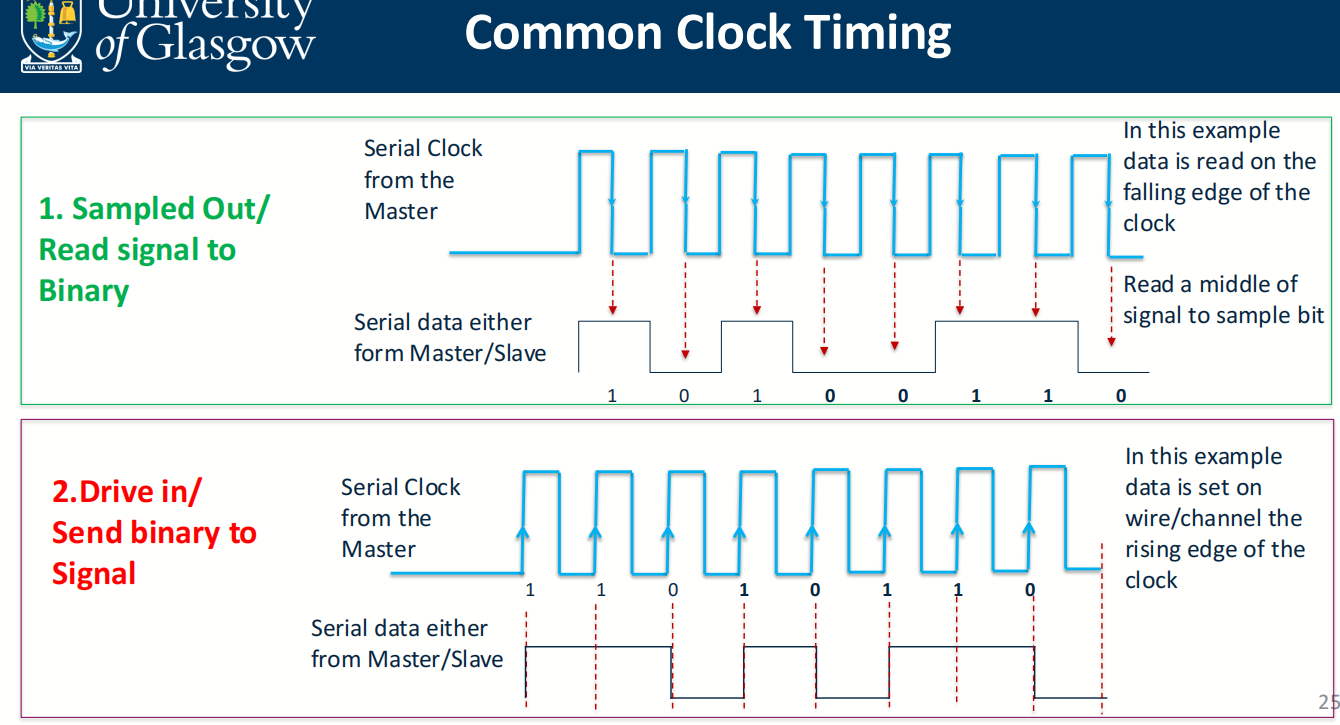 University
of Glasgow
VIA VERITAS VITA
Common Clock Timing
1. Sampled Out/
Read signal to
Binary
Serial Clock
from the
Master
In this example
data is read on the
falling edge of the
clock
Read a middle of
signal to sample bit
Serial data either
form Master/Slave
1 0 1 0 0 1 1 0
2.Drive in/
Send binary to
Signal
Serial Clock
from the
Master
In this example
data is set on
wire/channel the
rising edge of the
clock
1 1 0 1 0 1 1 0
Serial data either
from Master/Slave
25